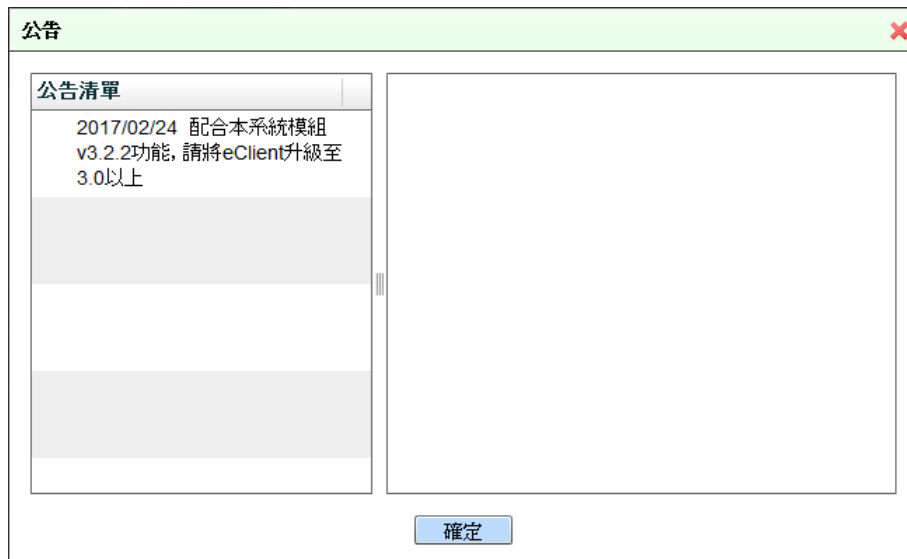 公告
公告清單
2017/02/24 配合本系統模組
v3.2.2功能, 請將eClient升級至
3.0以上
確定